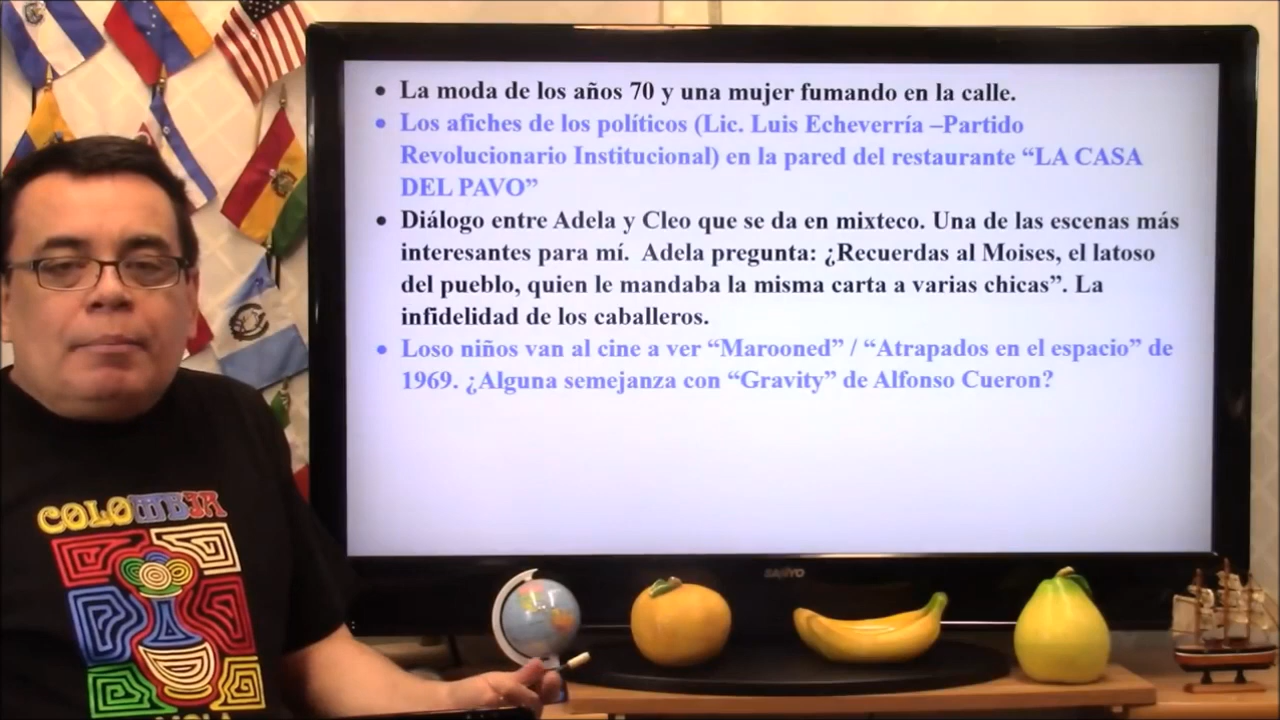 • La moda de los años 70 y una mujer fumando en la calle.
• Los afiches de los políticos (Lic. Luis Echeverría –Partido
Revolucionario Institucional) en la pared del restaurante “LA CASA
DEL PAVO”
• Diálogo entre Adela y Cleo que se da en mixteco. Una de las escenas más
interesantes para mí. Adela pregunta: ¿Recuerdas al Moises, el latoso
del pueblo, quien le mandaba la misma carta a varias chicas”. La
infidelidad de los caballeros.
• Loso niños van al cine a ver “Marooned” / “Atrapados en el espacio” de
1969. ¿Alguna semejanza con “Gravity” de Alfonso Cueron?
SANYO
COLOMBIA
MOLA